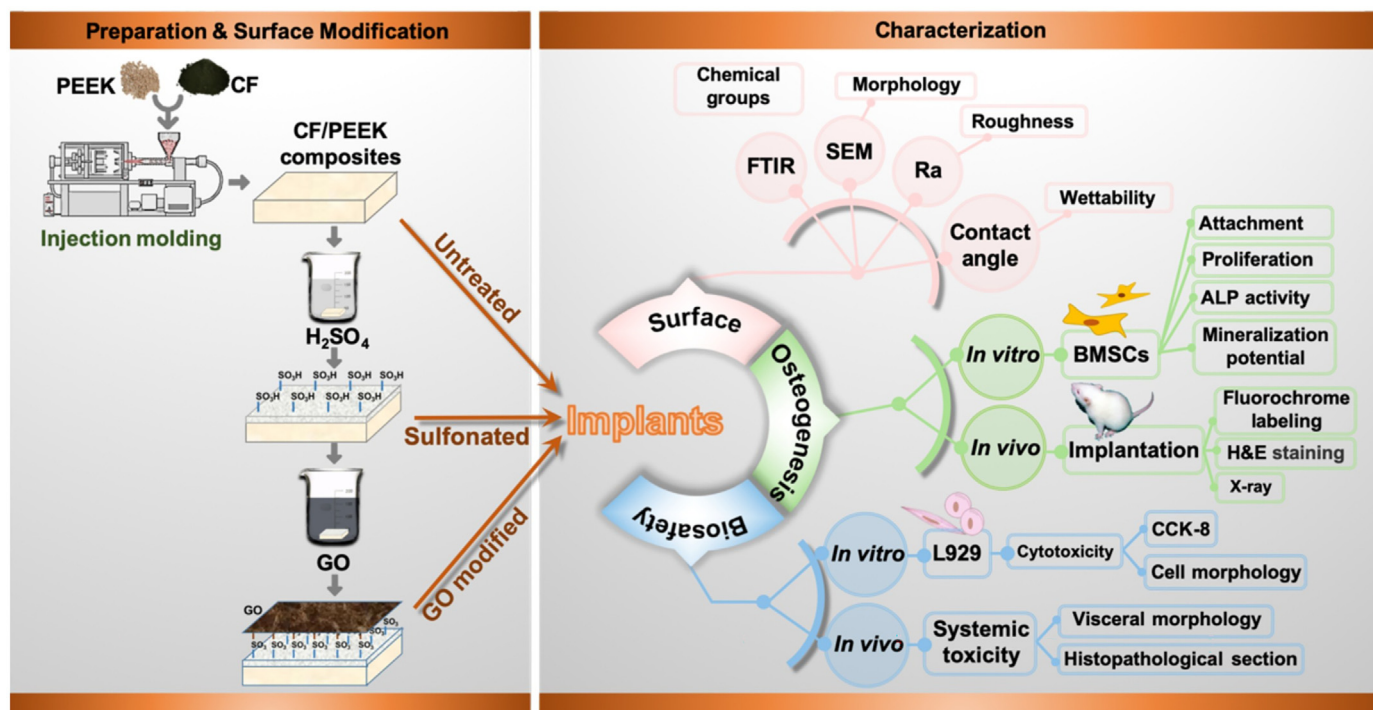 Preparation & Surface Modification
PEEK
CF
CF/PEEK
composites
Injection molding
H₂SO₄
SO₃H SO₃H SO₃H SO₃H
SO₃H SO₃H SO₃H SO₃H
GO
GO
SO₃
SO₃
SO₃ SO₃ SO₃ SO₃ SO₃
Untreated
Sulfonated
GO modified
Implants
Characterization
Surface
Osteogenesis
Biosafety
Chemical
groups
Morphology
Roughness
Wettability
FTIR
SEM
Ra
Contact
angle
In vitro
BMSCs
Attachment
Proliferation
ALP activity
Mineralization
potential
In vivo
Implantation
Fluorochrome
labeling
H&E staining
X-ray
In vitro
L929
Cytotoxicity
CCK-8
Cell morphology
In vivo
Systemic
toxicity
Visceral morphology
Histopathological section